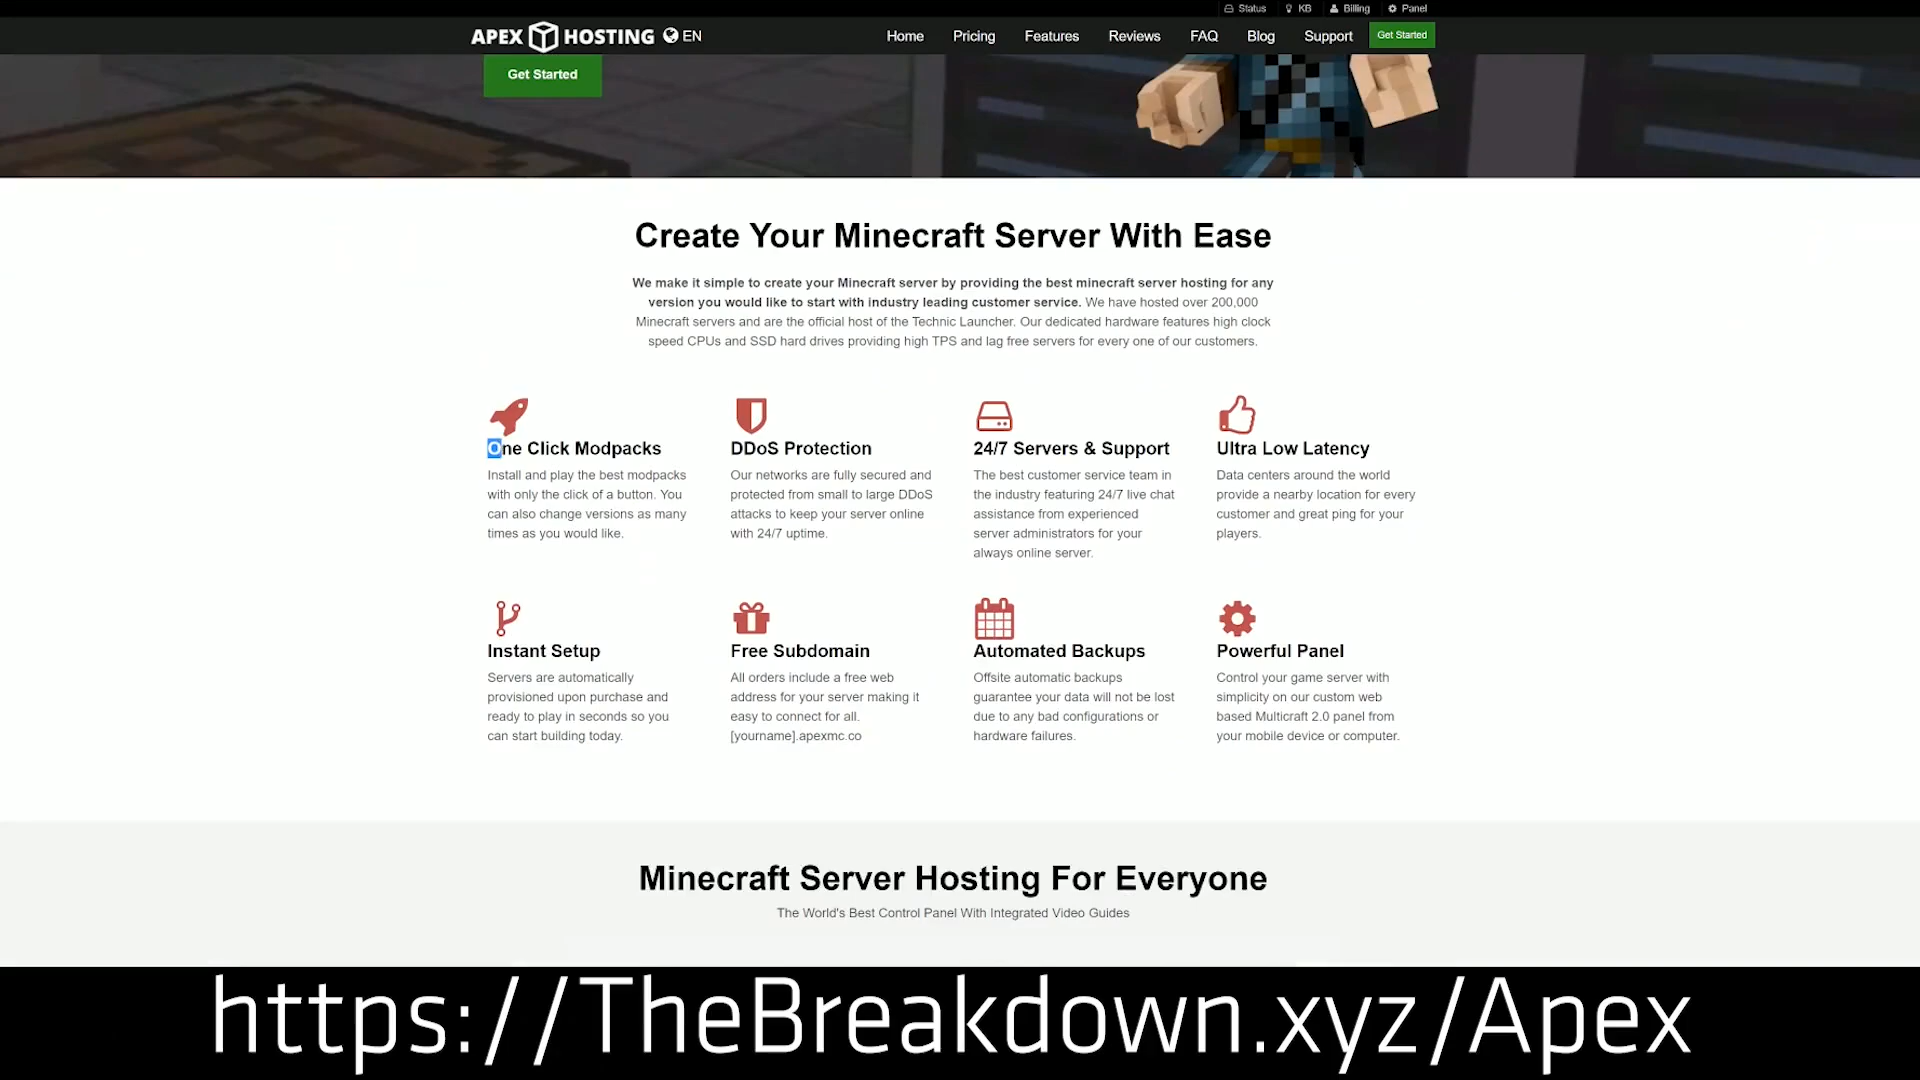 Status KB Billing Panel
APEX HOSTING EN Home Pricing Features Reviews FAQ Blog Support Get Started
Get Started
Create Your Minecraft Server With Ease
We make it simple to create your Minecraft server by providing the best minecraft server hosting for any
version you would like to start with industry leading customer service. We have hosted over 200,000
Minecraft servers and are the official host of the Technic Launcher. Our dedicated hardware features high clock
speed CPUs and SSD hard drives providing high TPS and lag free servers for every one of our customers.
One Click Modpacks
Install and play the best modpacks
with only the click of a button. You
can also change versions as many
times as you would like.
DDoS Protection
Our networks are fully secured and
protected from small to large DDoS
attacks to keep your server online
with 24/7 uptime.
24/7 Servers & Support
The best customer service team in
the industry featuring 24/7 live chat
assistance from experienced
server administrators for your
always online server.
Ultra Low Latency
Data centers around the world
provide a nearby location for every
customer and great ping for your
players.
Instant Setup
Servers are automatically
provisioned upon purchase and
ready to play in seconds so you
can start building today.
Free Subdomain
All orders include a free web
address for your server making it
easy to connect for all.
[yourname].apexmc.co
Automated Backups
Offsite automatic backups
guarantee your data will not be lost
due to any bad configurations or
hardware failures.
Powerful Panel
Control your game server with
simplicity on our custom web
based Multicraft 2.0 panel from
your mobile device or computer.
Minecraft Server Hosting For Everyone
The World's Best Control Panel With Integrated Video Guides
https://TheBreakdown.xyz/Apex